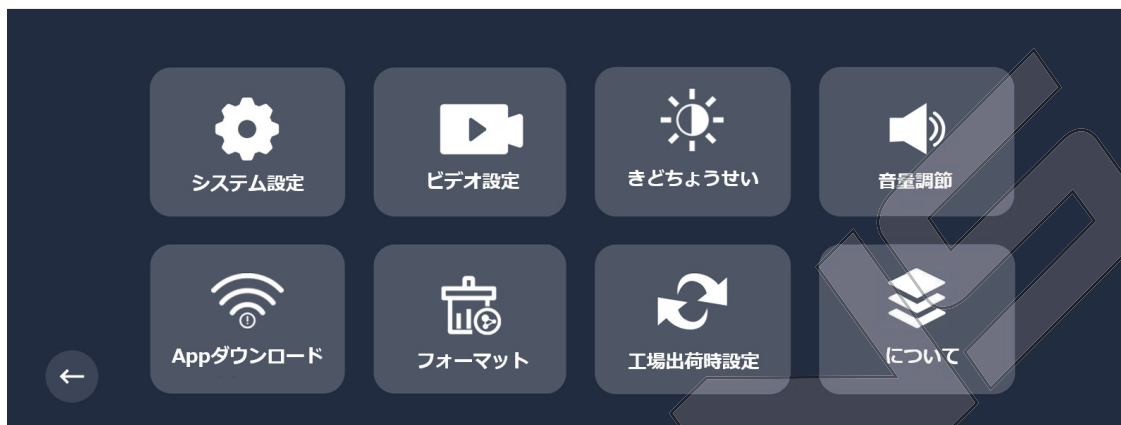 システム設定
ビデオ設定
きどちょうせい
音量調節
Appダウンロード
フォーマット
工場出荷時設定
について